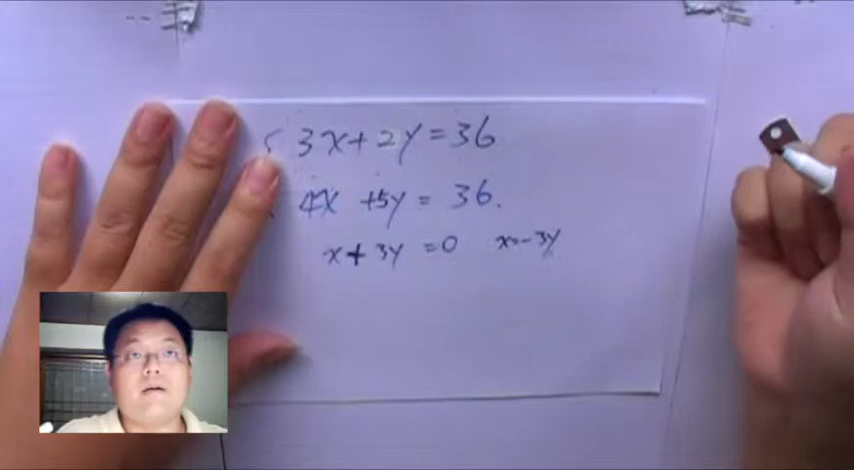 3x+2y=36
4x +5y= 36.
x+3y =0 x=-3y